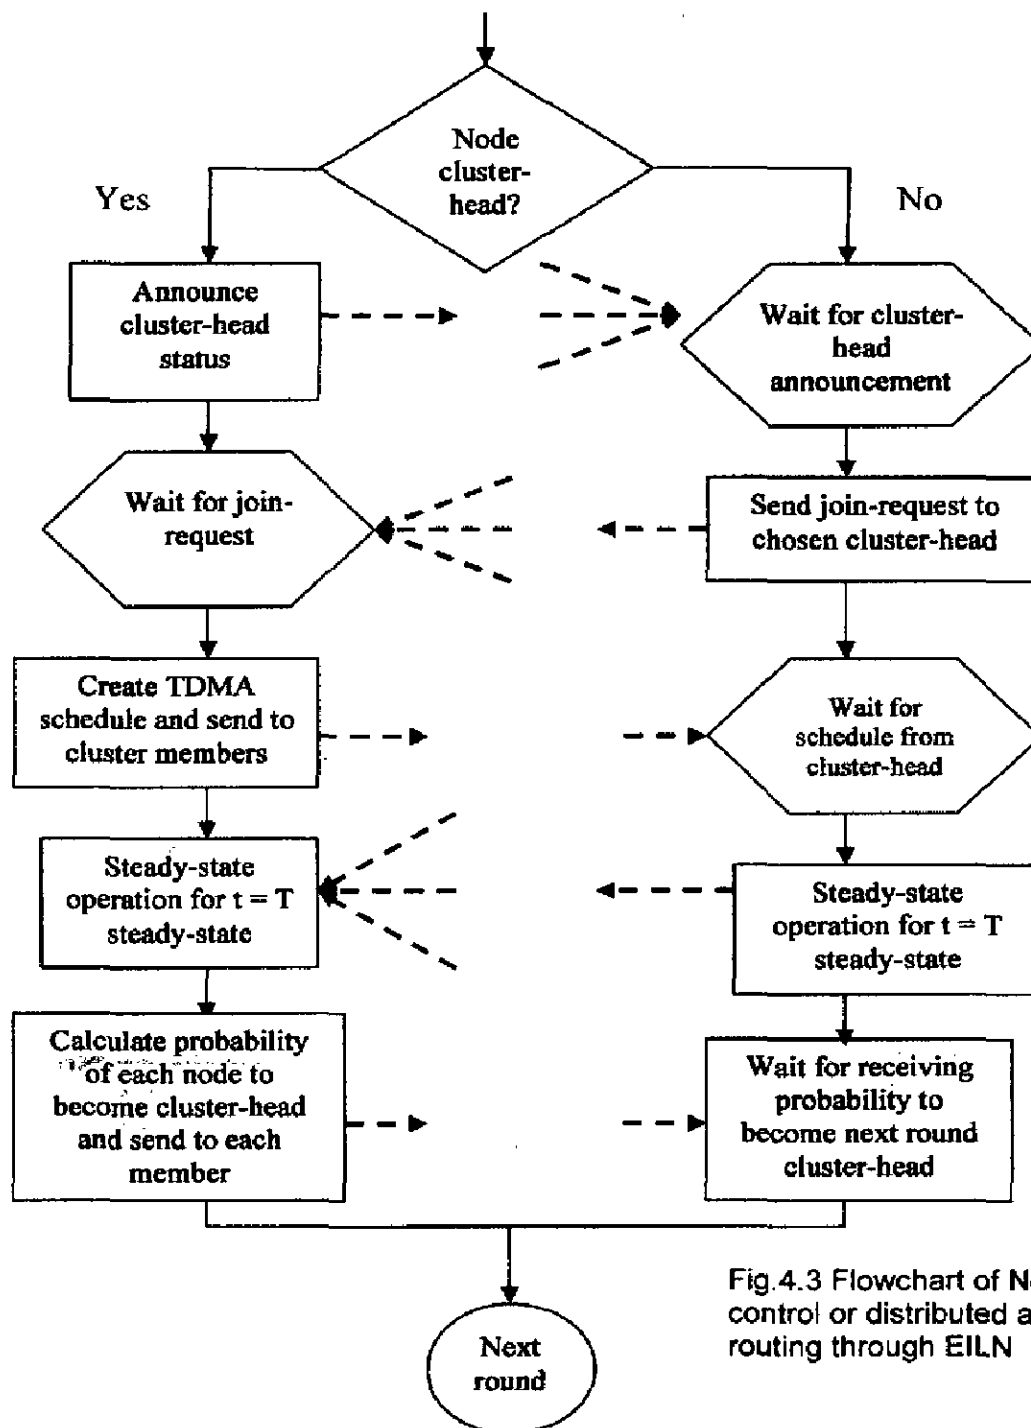 Node
cluster-
head?
Yes
No
Announce
cluster-head
status
Wait for cluster-
head
announcement
Wait for join-
request
Send join-request to
chosen cluster-head
Create TDMA
schedule and send to
cluster members
Wait for
schedule from
cluster-head
Steady-state
operation for t = T
steady-state
Steady-state
operation for t = T
steady-state
Calculate probability
of each node to
become cluster-head
and send to each
member
Wait for receiving
probability to
become next round
cluster-head
Next
round
Fig.4.3 Flowchart of
control or distributed
routing through EILN